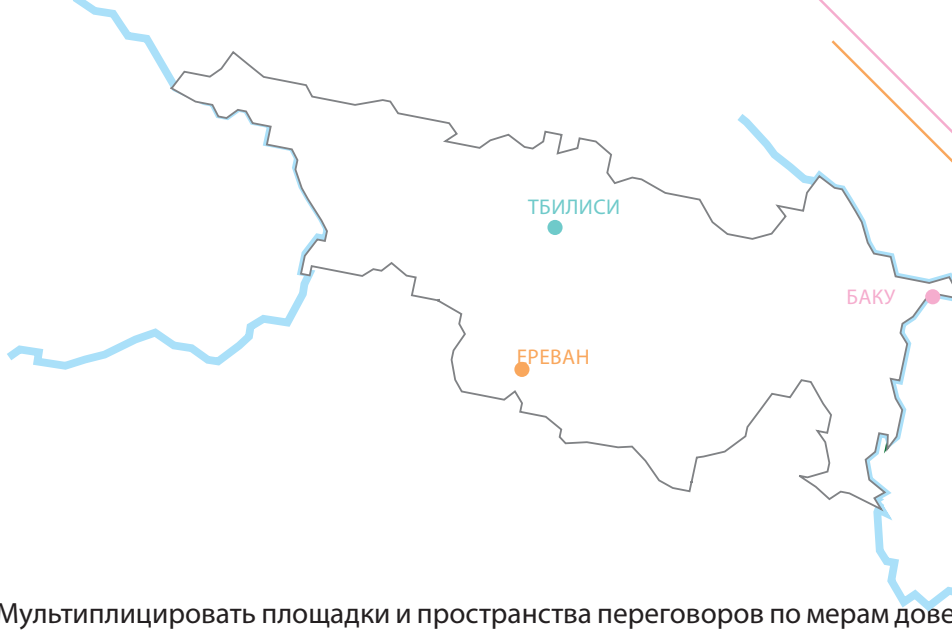 ТБИЛИСИ
БАКУ
ЕРЕВАН
Мультиплицировать площадки и пространства переговоров по мерам дове